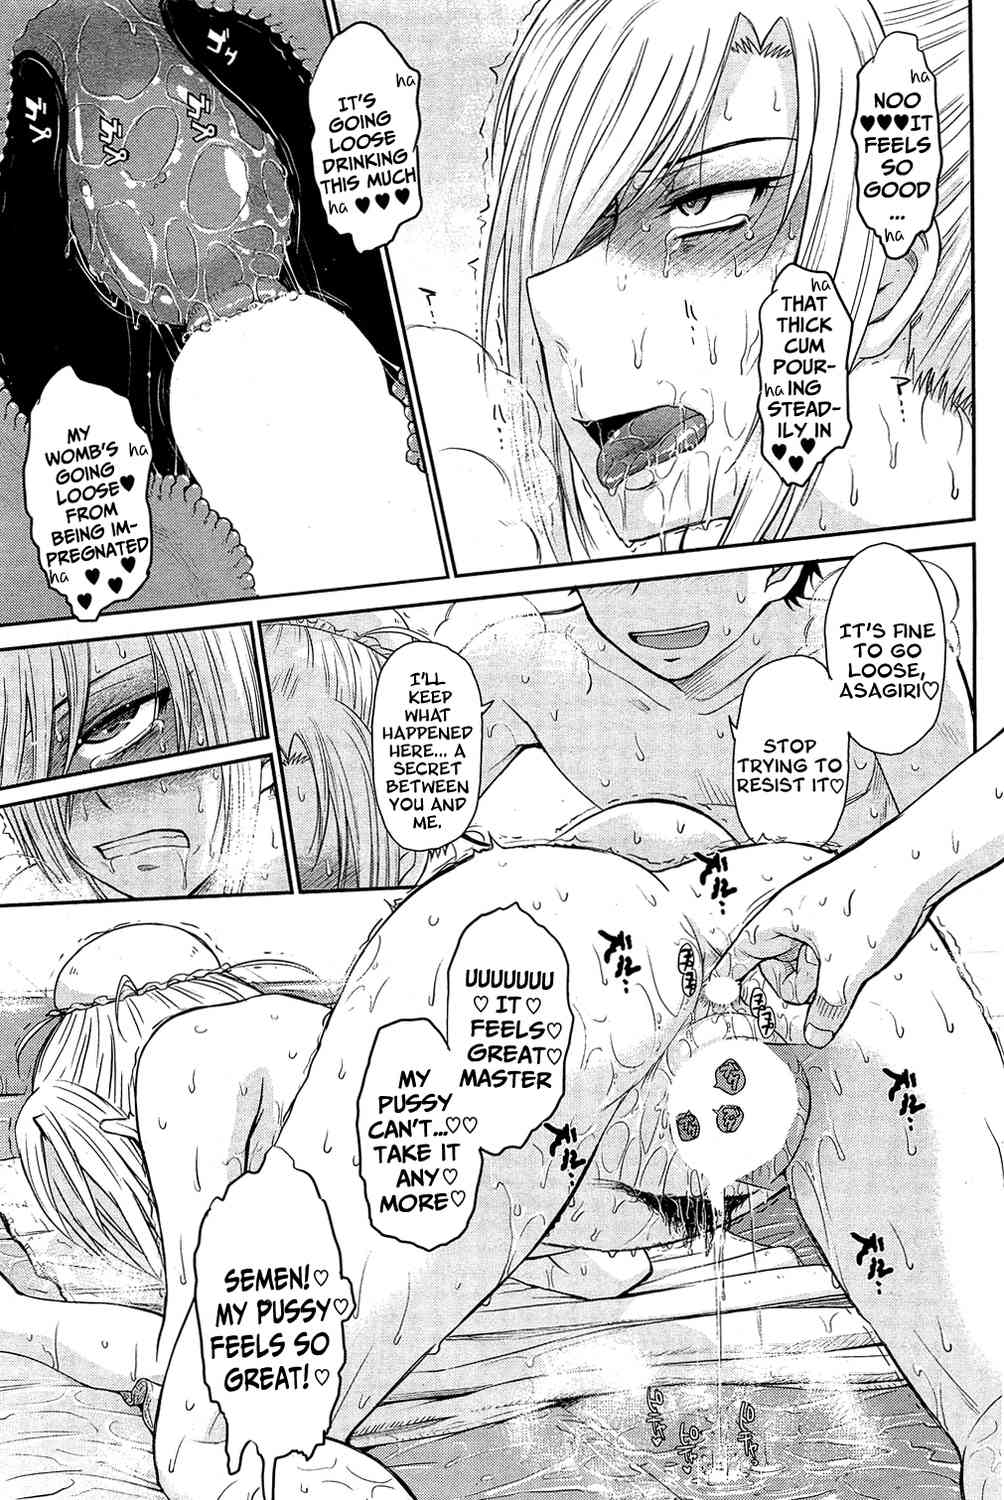 ha
NOO
♥♥♥IT
FEELS
SO
GOOD
...
ha
ha
THAT
THICK
CUM
POUR-
ha ING
STEAD-
ILY IN
♥♥
♥♥
ha
IT'S
GOING
LOOSE
DRINKING
THIS MUCH
ha ♥♥♥
MY
WOMB'S ha
GOING
LOOSE♥
FROM
BEING IM-
PREGNATED
ha ♥♥♥
♥♥
IT'S FINE
TO GO
LOOSE,
ASAGIRI♡
STOP
TRYING TO
RESIST IT♡
I'LL
KEEP
WHAT
HAPPENED
HERE... A
SECRET
BETWEEN
YOU AND
ME.
UUUUUUU
♡ IT ♡
FEELS♡
GREAT♡
MASTER
MY
PUSSY
CAN'T...♡♡
TAKE IT
ANY♡
MORE♡
SEMEN!♡
MY PUSSY♡
FEELS SO
GREAT!♡